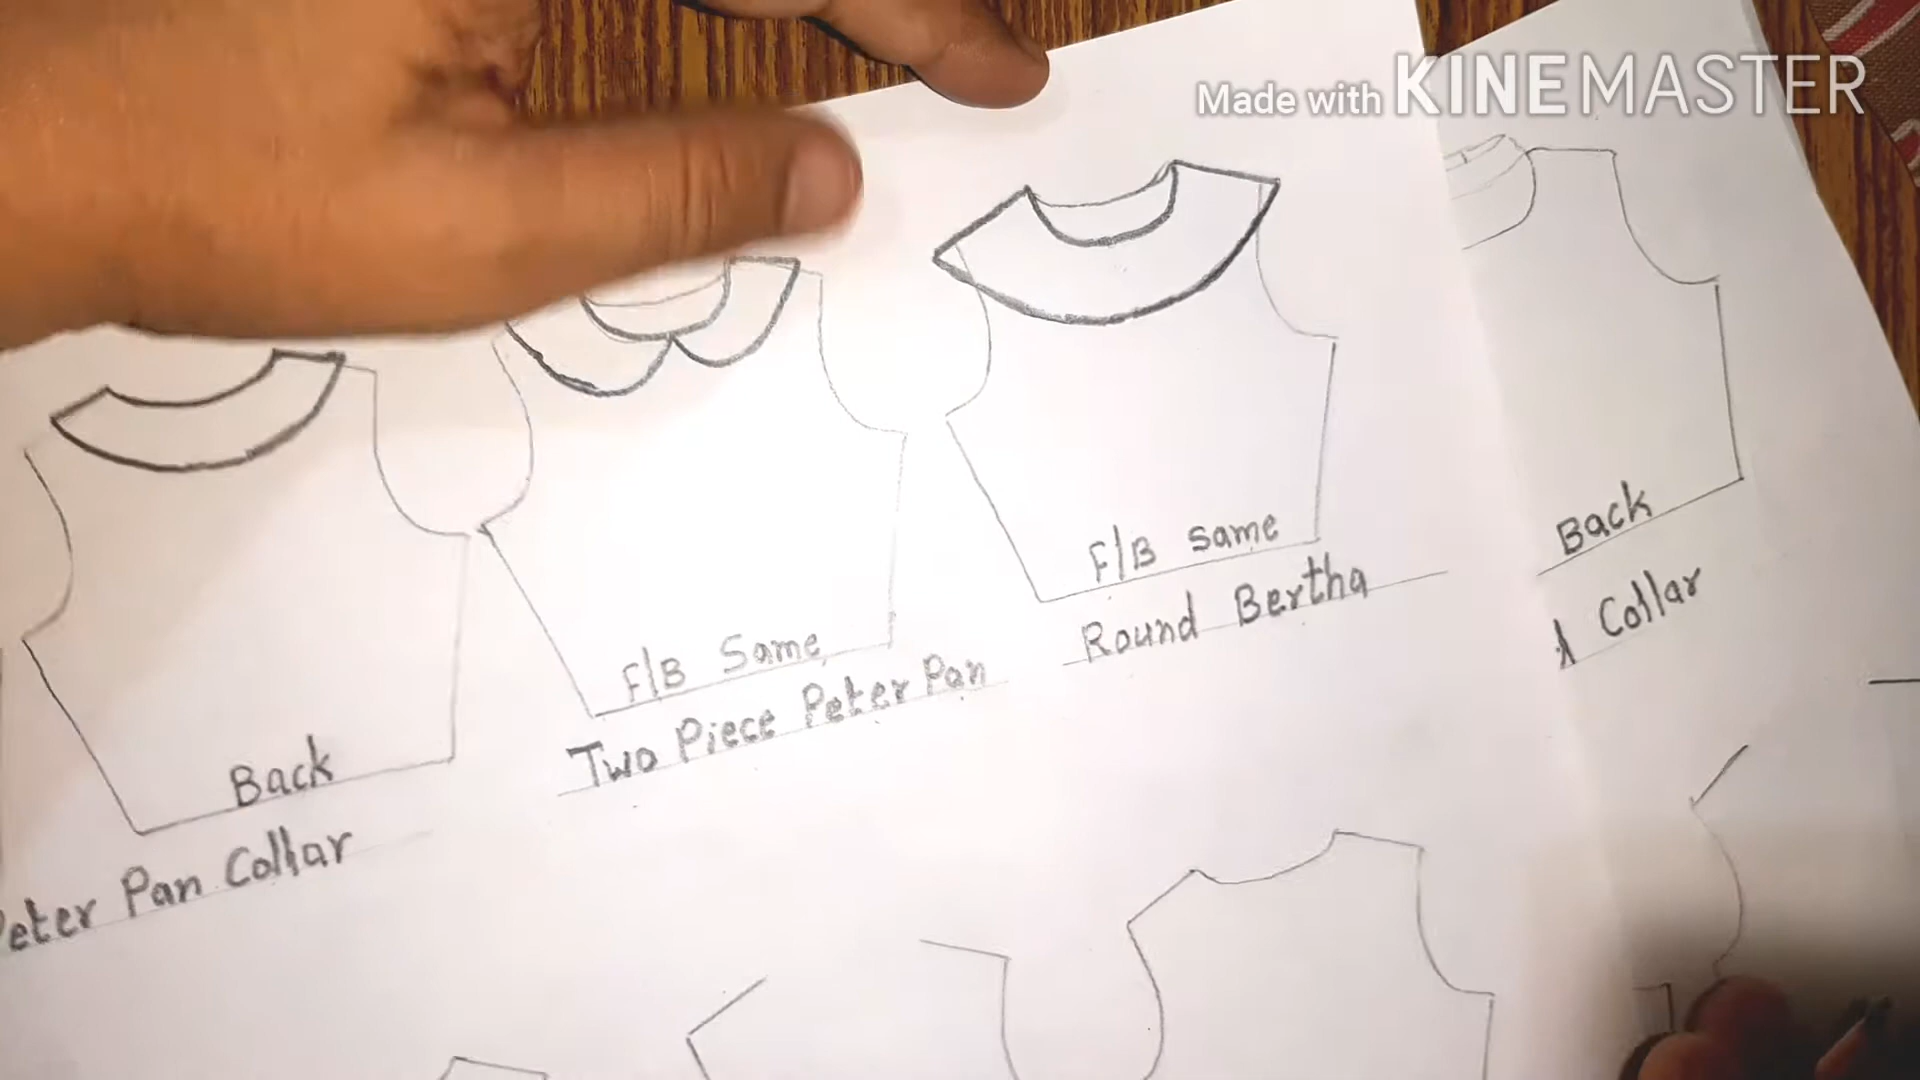 Made with KINEMASTER
Back
Peter Pan Collar
F/B Same
Two Piece Peter Pan
F/B Same
Round Bertha
Back
Collar